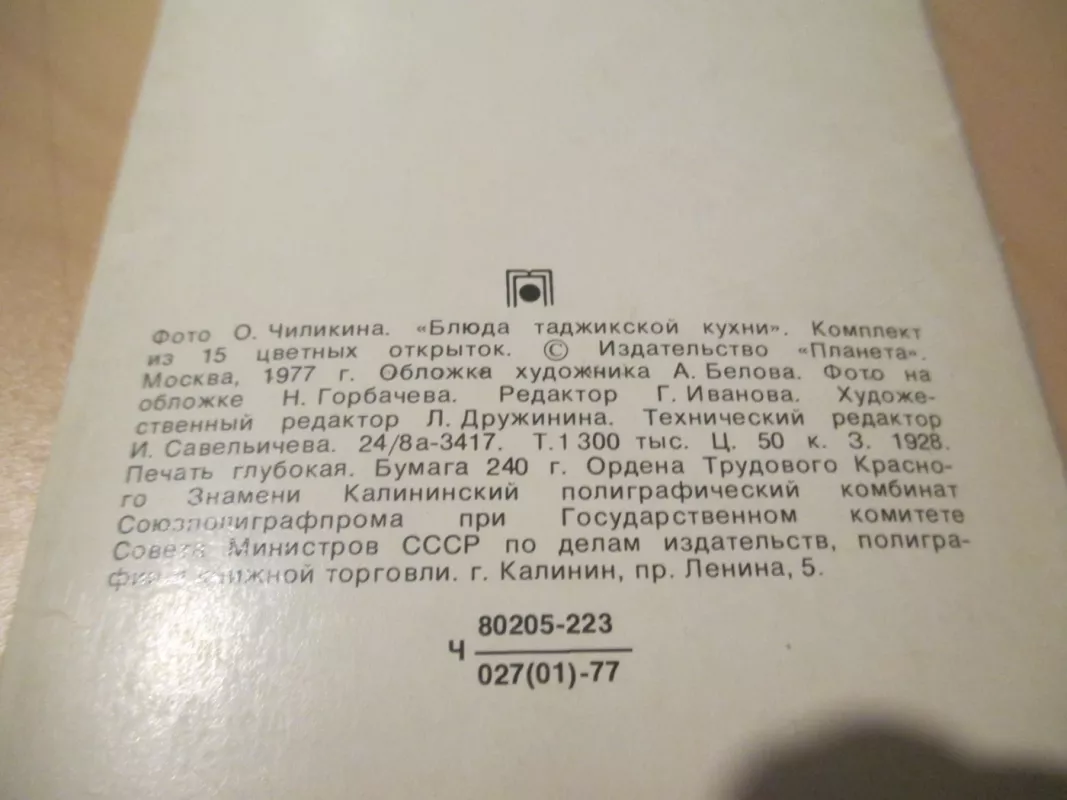 Фото О. Чиликина. «Блюда таджикской кухни». Комплект
из 15 цветных открыток. © Издательство «Планета».
Москва, 1977 г. Обложка художника А. Белова. Фото на
обложке Н. Горбачева. Редактор Г. Иванова. Художе-
ственный редактор Л. Дружинина. Технический редактор
И. Савельичева. 24/8а-3417. Т. 1 300 тыс. Ц. 50 к. З. 1928.
Печать глубокая. Бумага 240 г. Ордена Трудового Красно-
го Знамени Калининский полиграфический комбинат
Союзполиграфпрома при Государственном комитете
Совета Министров СССР по делам издательств, полигра-
фии и книжной торговли. г. Калинин, пр. Ленина, 5.
80205-223
Ч
027(01)-77